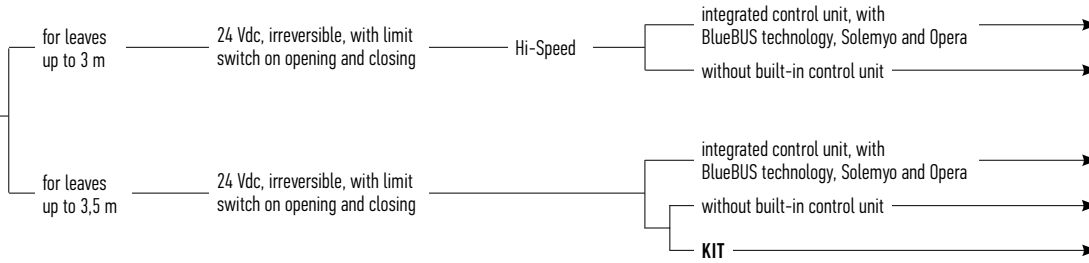 for leaves
up to 3 m
24 Vdc, irreversible, with limit
switch on opening and closing
Hi-Speed
integrated control unit, with
BlueBUS technology, Solemyo and Opera
without built-in control unit
for leaves
up to 3,5 m
24 Vdc, irreversible, with limit
switch on opening and closing
integrated control unit, with
BlueBUS technology, Solemyo and Opera
without built-in control unit
KIT